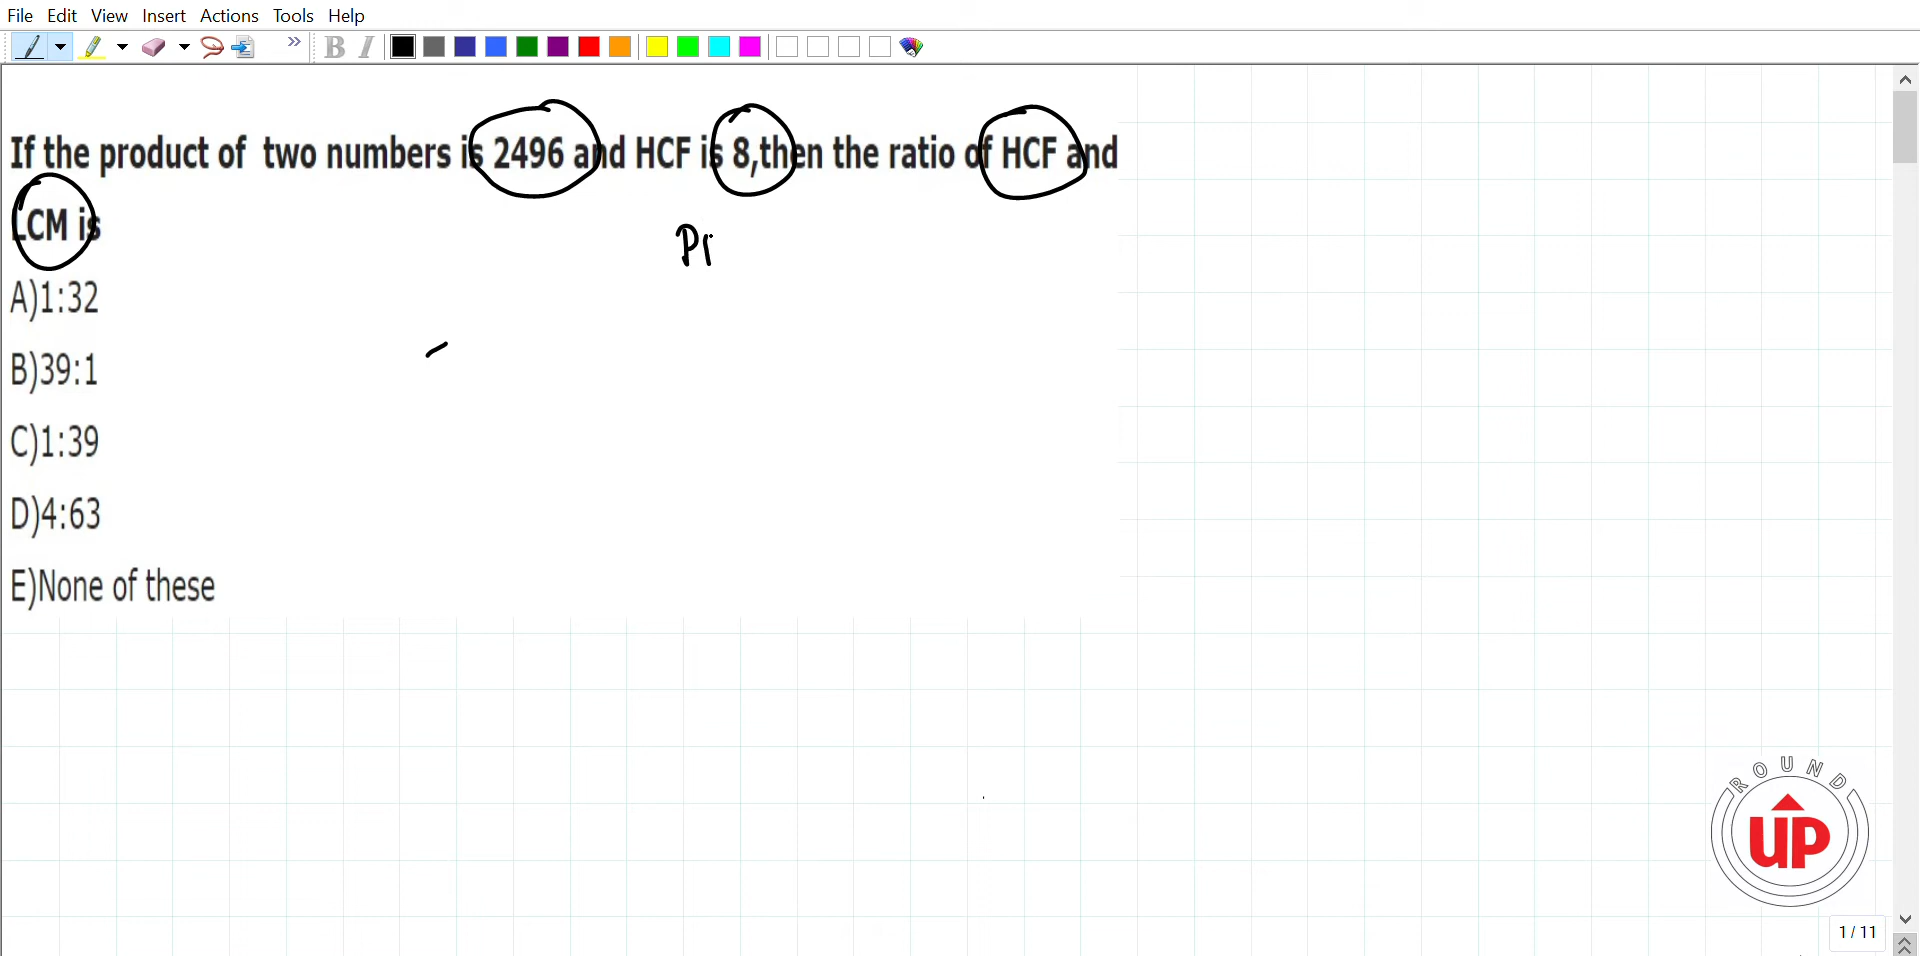 File Edit View Insert Actions Tools Help
B I
If the product of two numbers is 2496 and HCF is 8,then the ratio of HCF and
LCM is
Pr
A)1:32
B)39:1
C)1:39
D)4:63
E)None of these
ROUND
UP
1 / 11